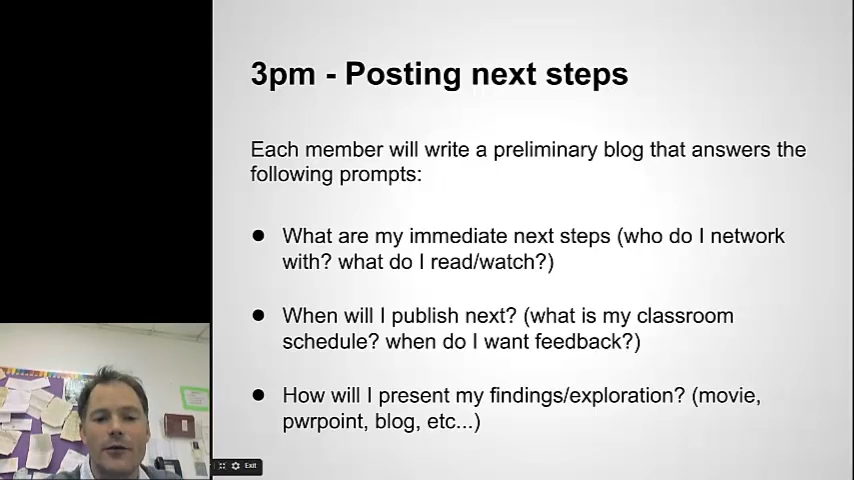 3pm - Posting next steps
Each member will write a preliminary blog that answers the
following prompts:
● What are my immediate next steps (who do I network
with? what do I read/watch?)
● When will I publish next? (what is my classroom
schedule? when do I want feedback?)
● How will I present my findings/exploration? (movie,
pwrpoint, blog, etc...)
Exit